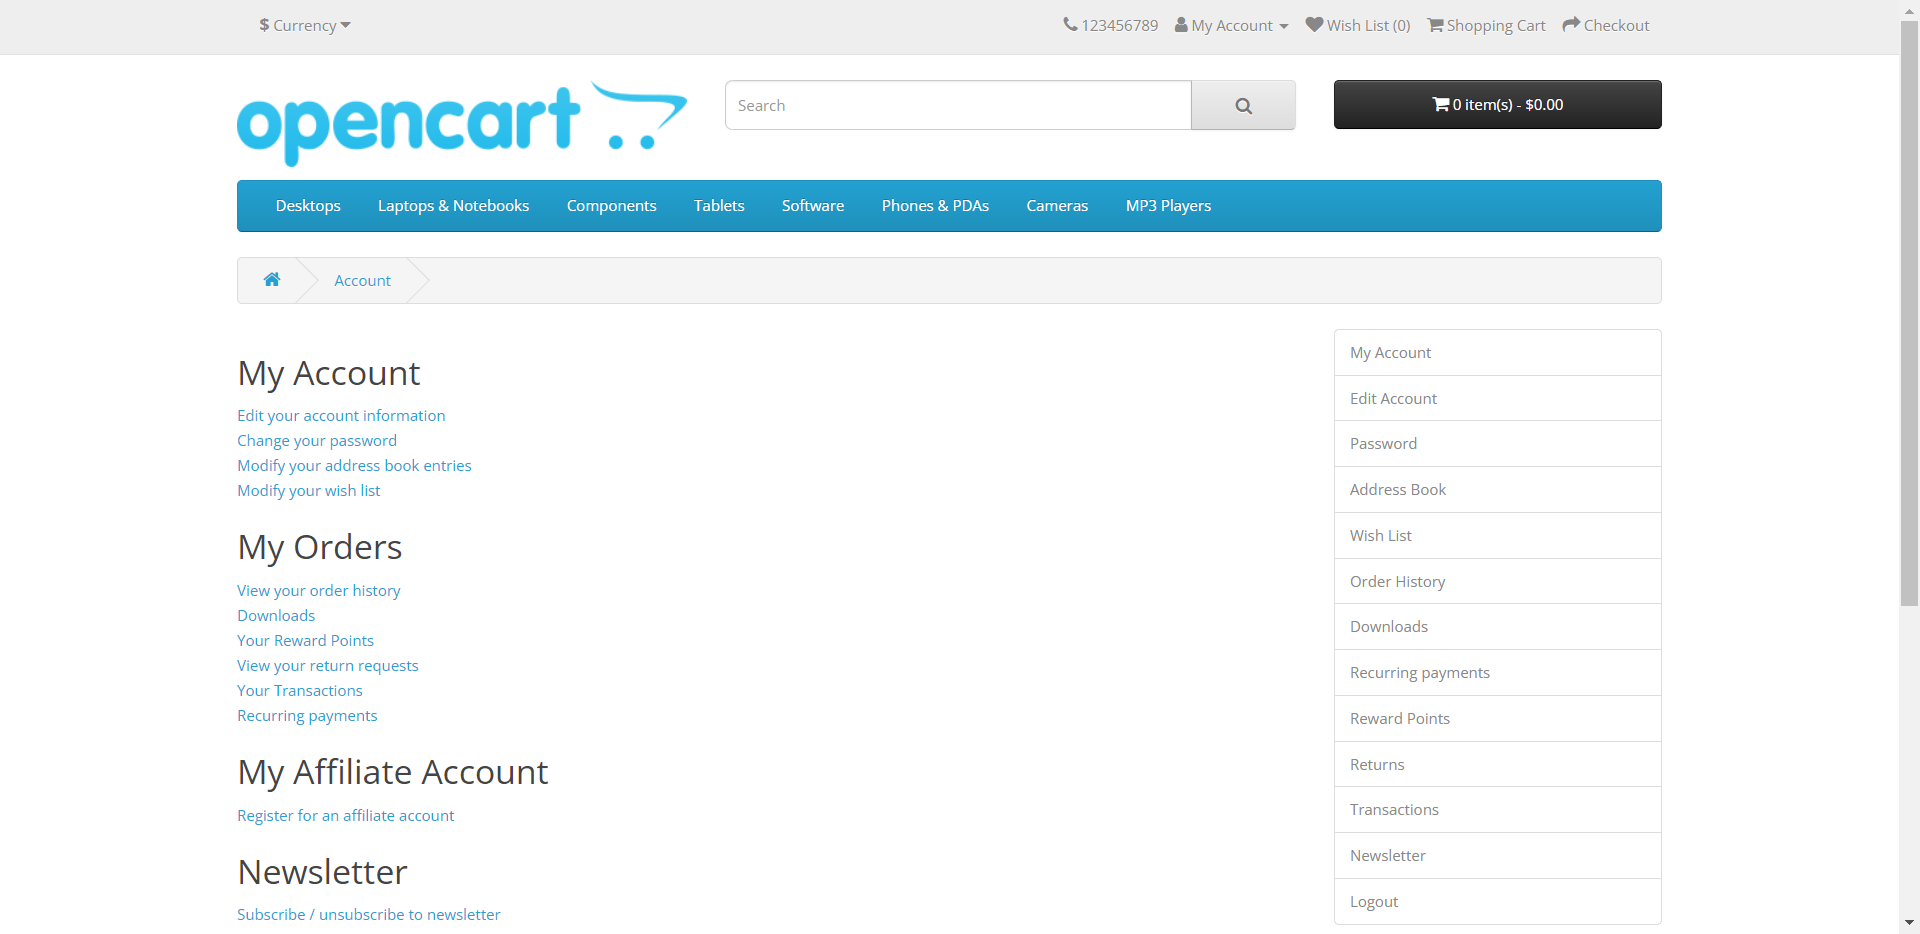 $ Currency
123456789 My Account Wish List (0) Shopping Cart Checkout
opencart
Search
0 item(s) - $0.00
Desktops Laptops & Notebooks Components Tablets Software Phones & PDAs Cameras MP3 Players
Account
My Account
Edit your account information
Change your password
Modify your address book entries
Modify your wish list
My Orders
View your order history
Downloads
Your Reward Points
View your return requests
Your Transactions
Recurring payments
My Affiliate Account
Register for an affiliate account
Newsletter
Subscribe / unsubscribe to newsletter
My Account
Edit Account
Password
Address Book
Wish List
Order History
Downloads
Recurring payments
Reward Points
Returns
Transactions
Newsletter
Logout